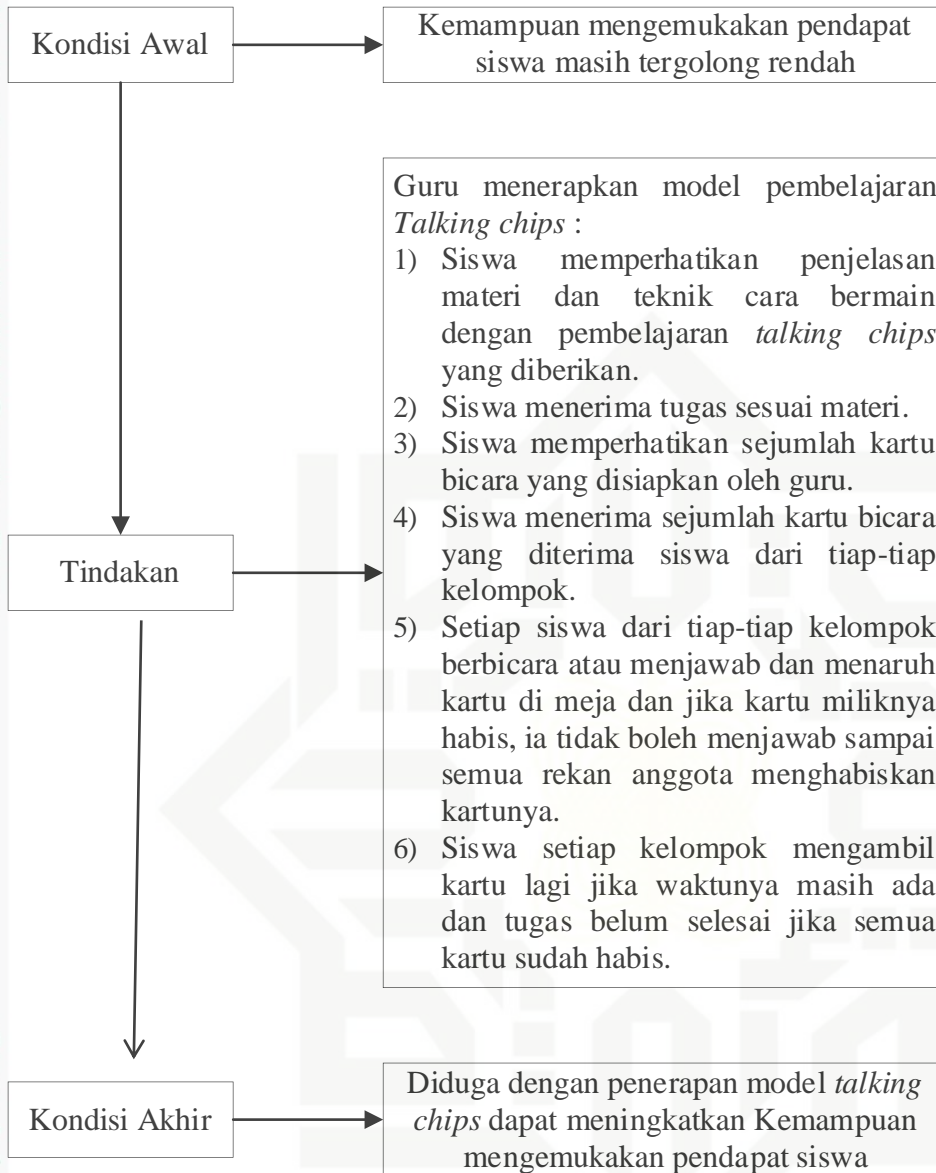 Kondisi Awal
Kemampuan mengemukakan pendapat
siswa masih tergolong rendah
Guru menerapkan model pembelajaran
Talking chips :
1) Siswa memperhatikan penjelasan
materi dan teknik cara bermain
dengan pembelajaran talking chips
yang diberikan.
2) Siswa menerima tugas sesuai materi.
3) Siswa memperhatikan sejumlah kartu
bicara yang disiapkan oleh guru.
4) Siswa menerima sejumlah kartu bicara
yang diterima siswa dari tiap-tiap
kelompok.
5) Setiap siswa dari tiap-tiap kelompok
berbicara atau menjawab dan menaruh
kartu di meja dan jika kartu miliknya
habis, ia tidak boleh menjawab sampai
semua rekan anggota menghabiskan
kartunya.
6) Siswa setiap kelompok mengambil
kartu lagi jika waktunya masih ada
dan tugas belum selesai jika semua
kartu sudah habis.
Tindakan
Kondisi Akhir
Diduga dengan penerapan model talking
chips dapat meningkatkan Kemampuan
mengemukakan pendapat siswa